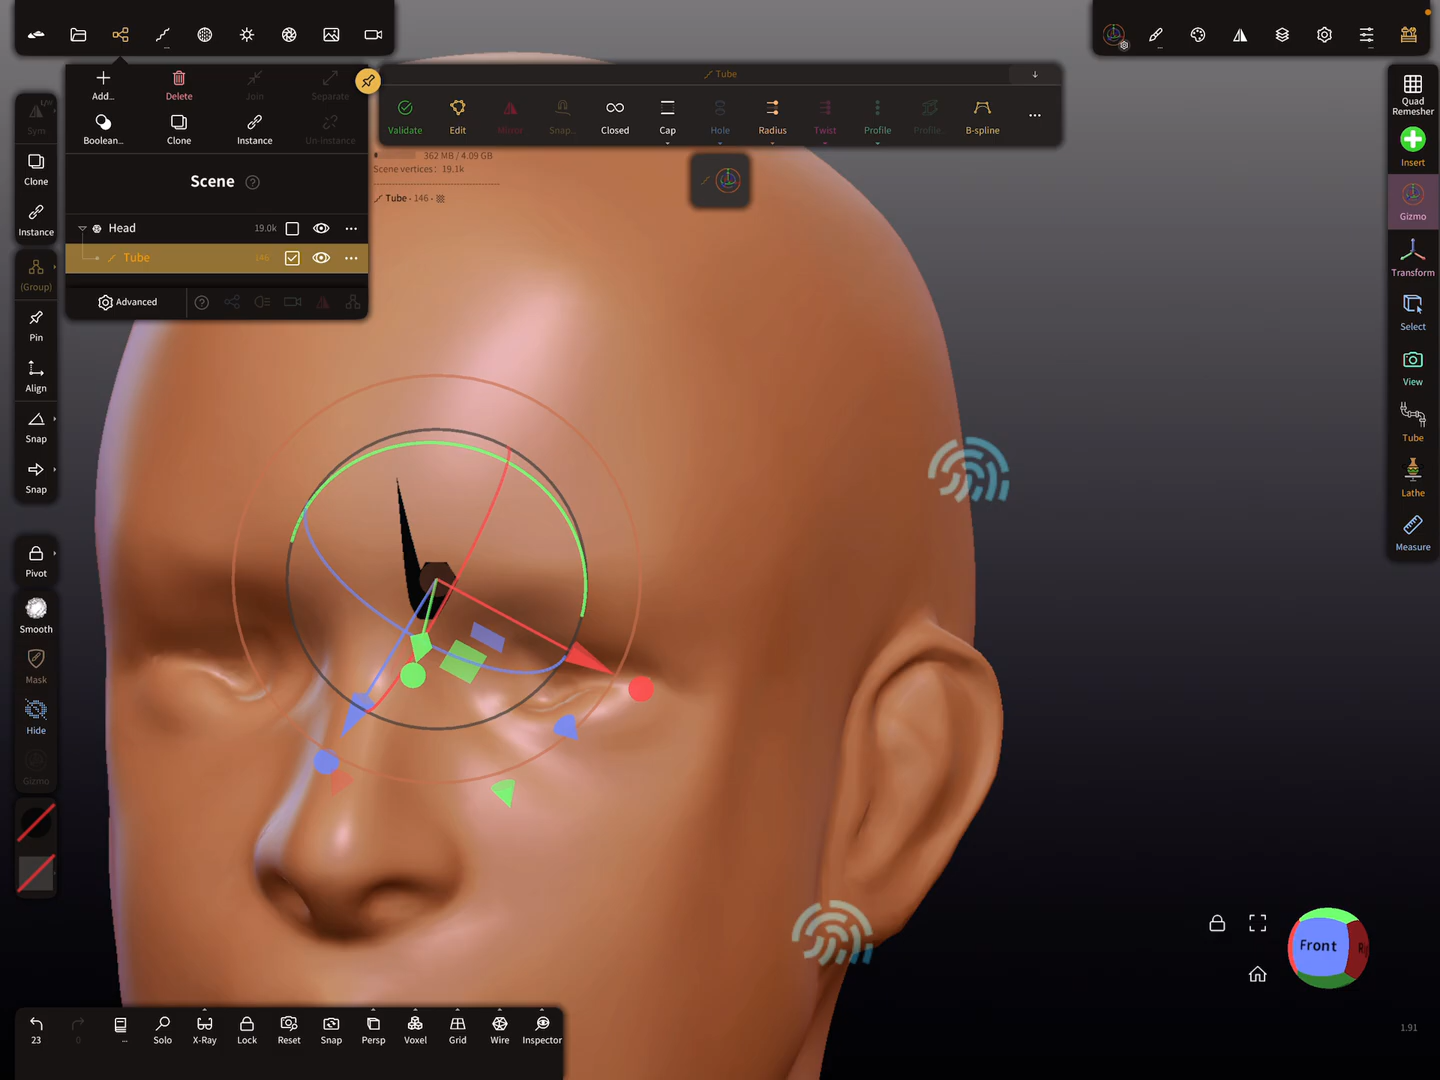 Tube
Add...
Delete
Join
Separate
Boolean...
Clone
Instance
Un-Instance
Scene
Head
19.0k
Tube
146
Advanced
Validate
Edit
Mirror
Snap..
Closed
Cap
Hole
Radius
Twist
Profile
Profile
B-spline
362 MB / 4.09 GB
Scene vertices: 19.1k
Tube • 146 •
1/H
Sym
Clone
Instance
(Group)
Pin
Align
Snap
Snap
Pivot
Smooth
Mask
Hide
Gizmo
Quad
Remesher
Insert
Gizmo
Transform
Select
View
Tube
Lathe
Measure
Front
Ri
1.91
23
0
...
Solo
X-Ray
Lock
Reset
Snap
Persp
Voxel
Grid
Wire
Inspector